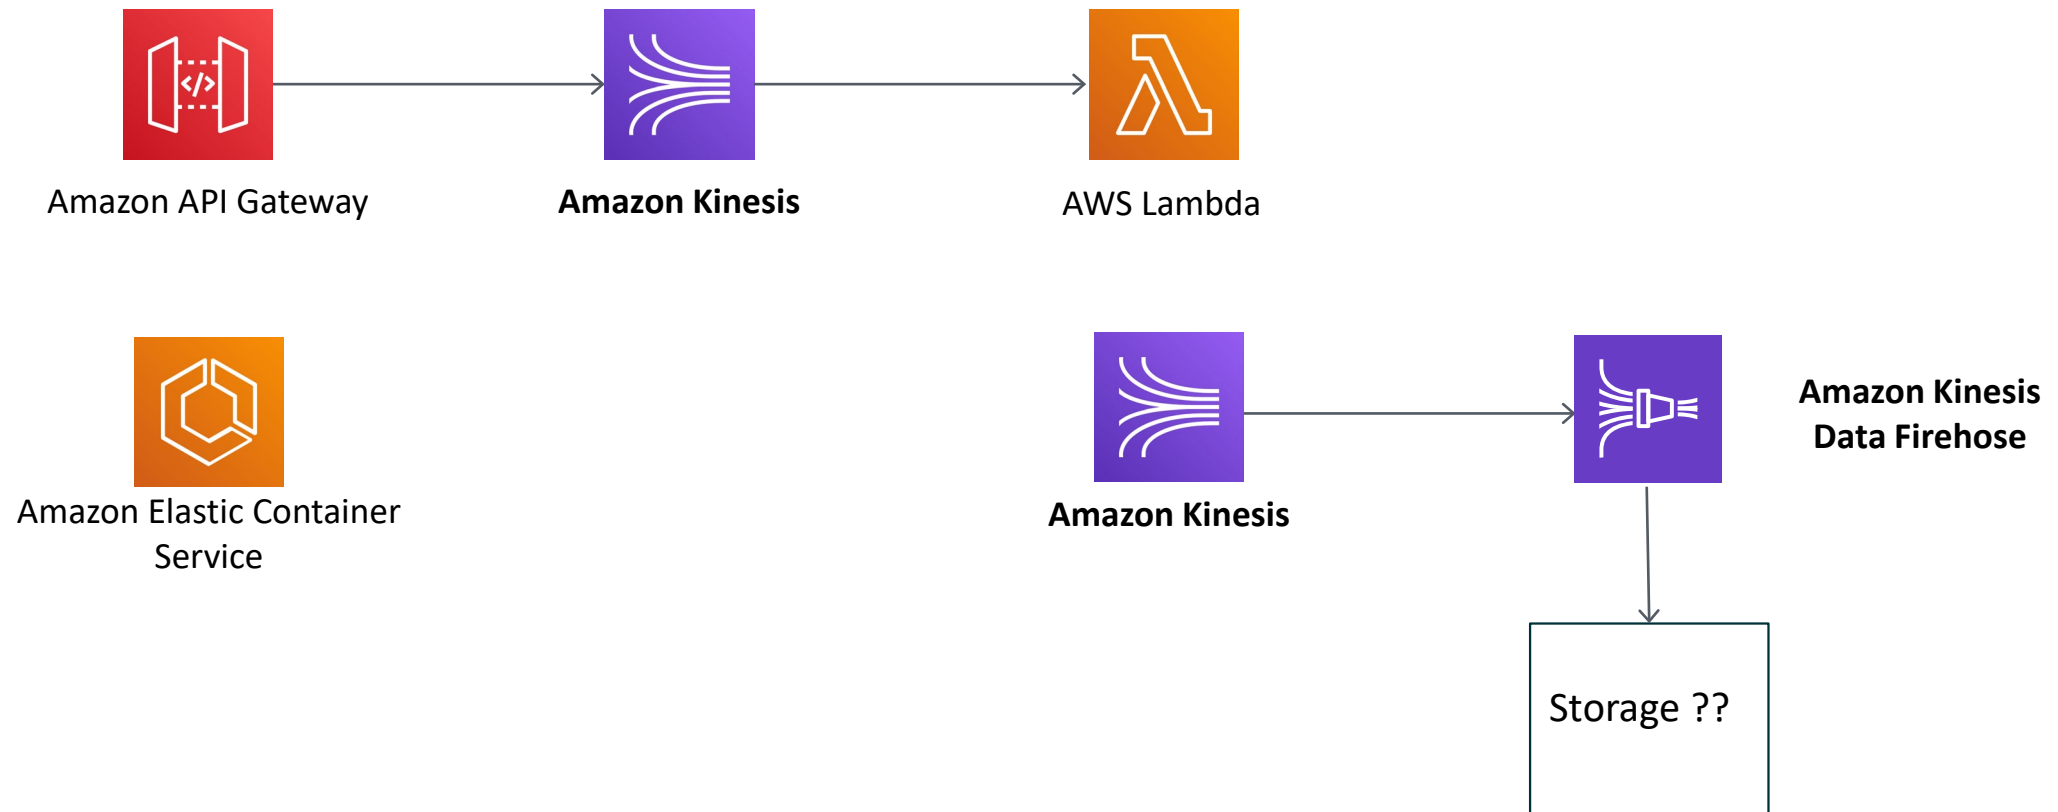 </>
Amazon API Gateway
Amazon Kinesis
AWS Lambda
Amazon Elastic Container
Service
Amazon Kinesis
Amazon Kinesis
Data Firehose
Storage ??